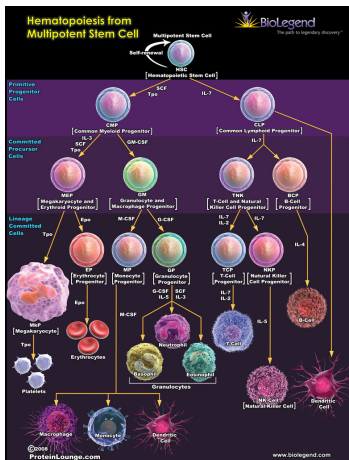 Hematopoiesis from
Multipotent Stem Cell
BioLegend
The path to legendary discovery
Multipotent Stem Cell
Self-renewal
HSC
[Hematopoietic Stem Cell]
Primitive
Progenitor
Cells
SCF
Tpo
IL-7
CMP
[Common Myeloid Progenitor]
CLP
[Common Lymphoid Progenitor]
Committed
Precursor
Cells
IL-3
SCF
Tpo
GM-CSF
IL-7
MEP
[Megakaryocyte and
Erythroid Progenitor]
GM
[Granulocyte and
Macrophage Progenitor]
TNK
[T-Cell and Natural
Killer Cell Progenitor]
BCP
[B-Cell
Progenitor]
Lineage
Committed
Cells
Tpo
Epo
M-CSF
G-CSF
IL-7
IL-2
IL-7
IL-4
EP
[Erythrocyte
Progenitor]
MP
[Monocyte
Progenitor]
GP
[Granulocyte
Progenitor]
TCP
[T-Cell
Progenitor]
NKP
[Natural Killer
Cell Progenitor]
MkP
[Megakaryocyte]
Epo
M-CSF
G-CSF
IL-5
SCF
IL-3
IL-7
IL-2
IL-5
B-Cell
Tpo
Erythrocytes
Neutrophil
T-Cell
Platelets
Basophil
Eosinophil
Granulocytes
NK-Cell
[Natural-Killer Cell]
Dendritic
Cell
Macrophage
Monocyte
Dendritic
Cell
©2008
ProteinLounge.com
www.biolegend.com